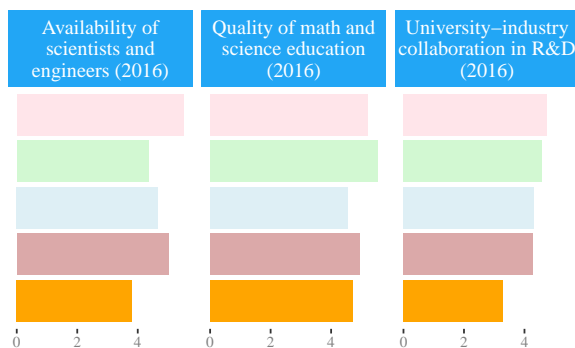 Availability of
scientists and
engineers (2016)
Quality of math and
science education
(2016)
University–industry
collaboration in R&D
(2016)
0 2 4
0 2 4
0 2 4